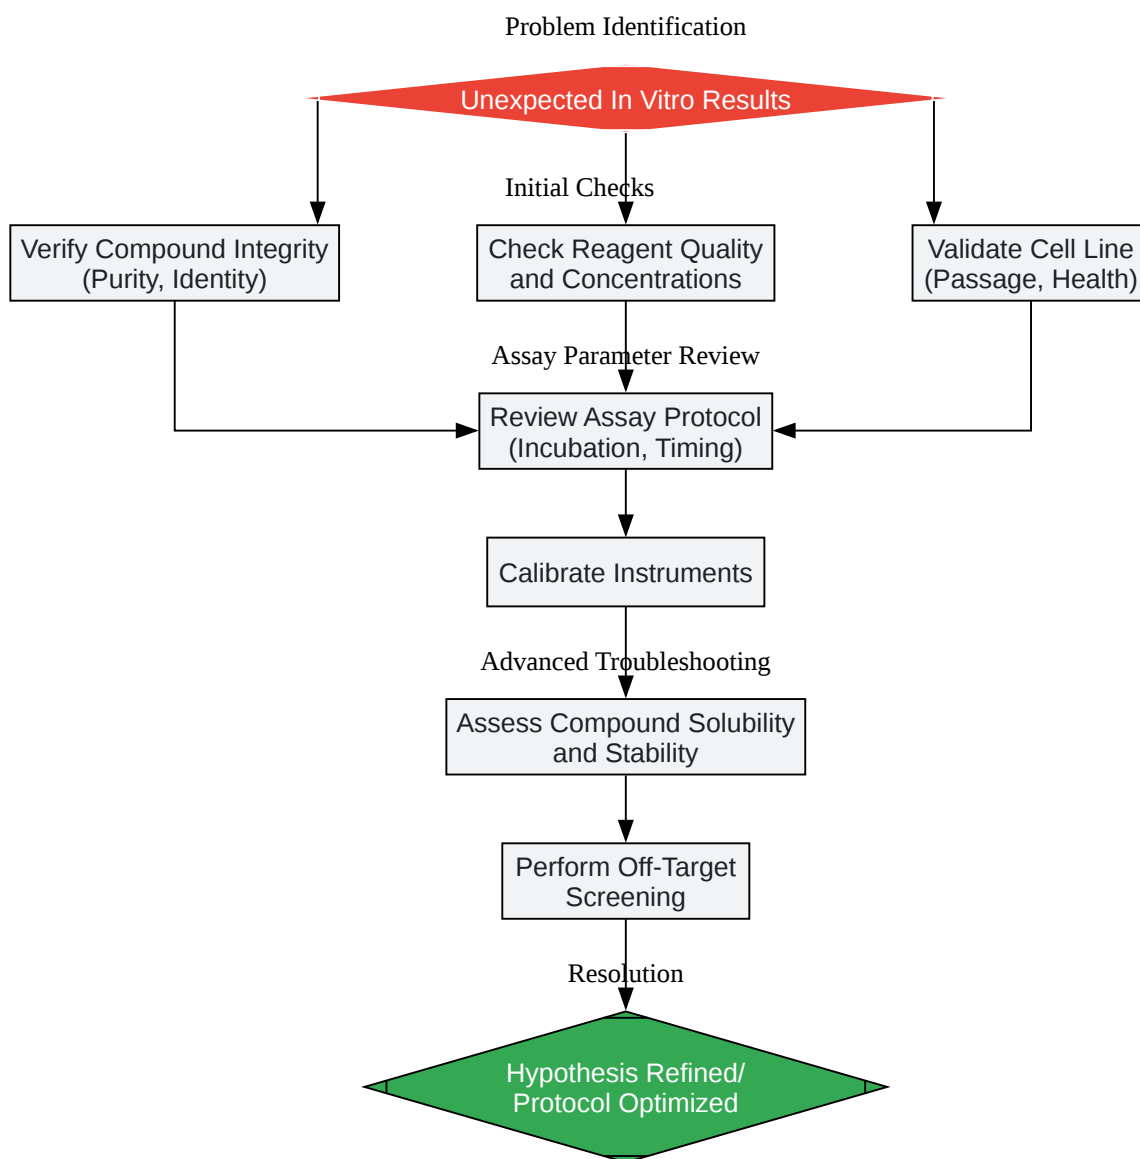 Problem Identification
Unexpected In Vitro Results
Initial Checks
Verify Compound Integrity
(Purity, Identity)
Check Reagent Quality
and Concentrations
Validate Cell Line
(Passage, Health)
Assay Parameter Review
Review Assay Protocol
(Incubation, Timing)
Calibrate Instruments
Advanced Troubleshooting
Assess Compound Solubility
and Stability
Perform Off-Target
Screening
Resolution
Hypothesis Refined/
Protocol Optimized